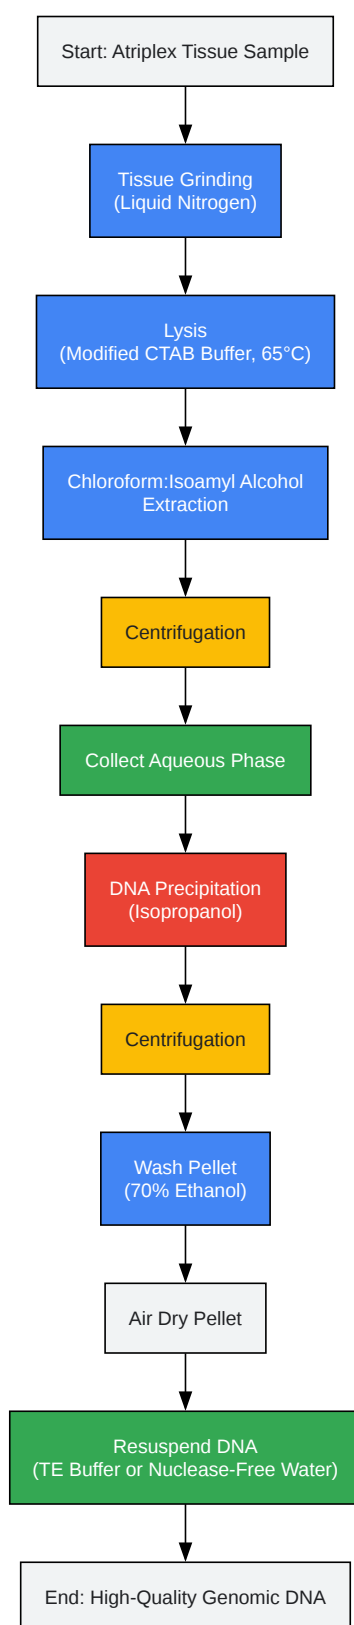 Start: Atriplex Tissue Sample
Tissue Grinding
(Liquid Nitrogen)
Lysis
(Modified CTAB Buffer, 65°C)
Chloroform:Isoamyl Alcohol
Extraction
Centrifugation
Collect Aqueous Phase
DNA Precipitation
(Isopropanol)
Centrifugation
Wash Pellet
(70% Ethanol)
Air Dry Pellet
Resuspend DNA
(TE Buffer or Nuclease-Free Water)
End: High-Quality Genomic DNA